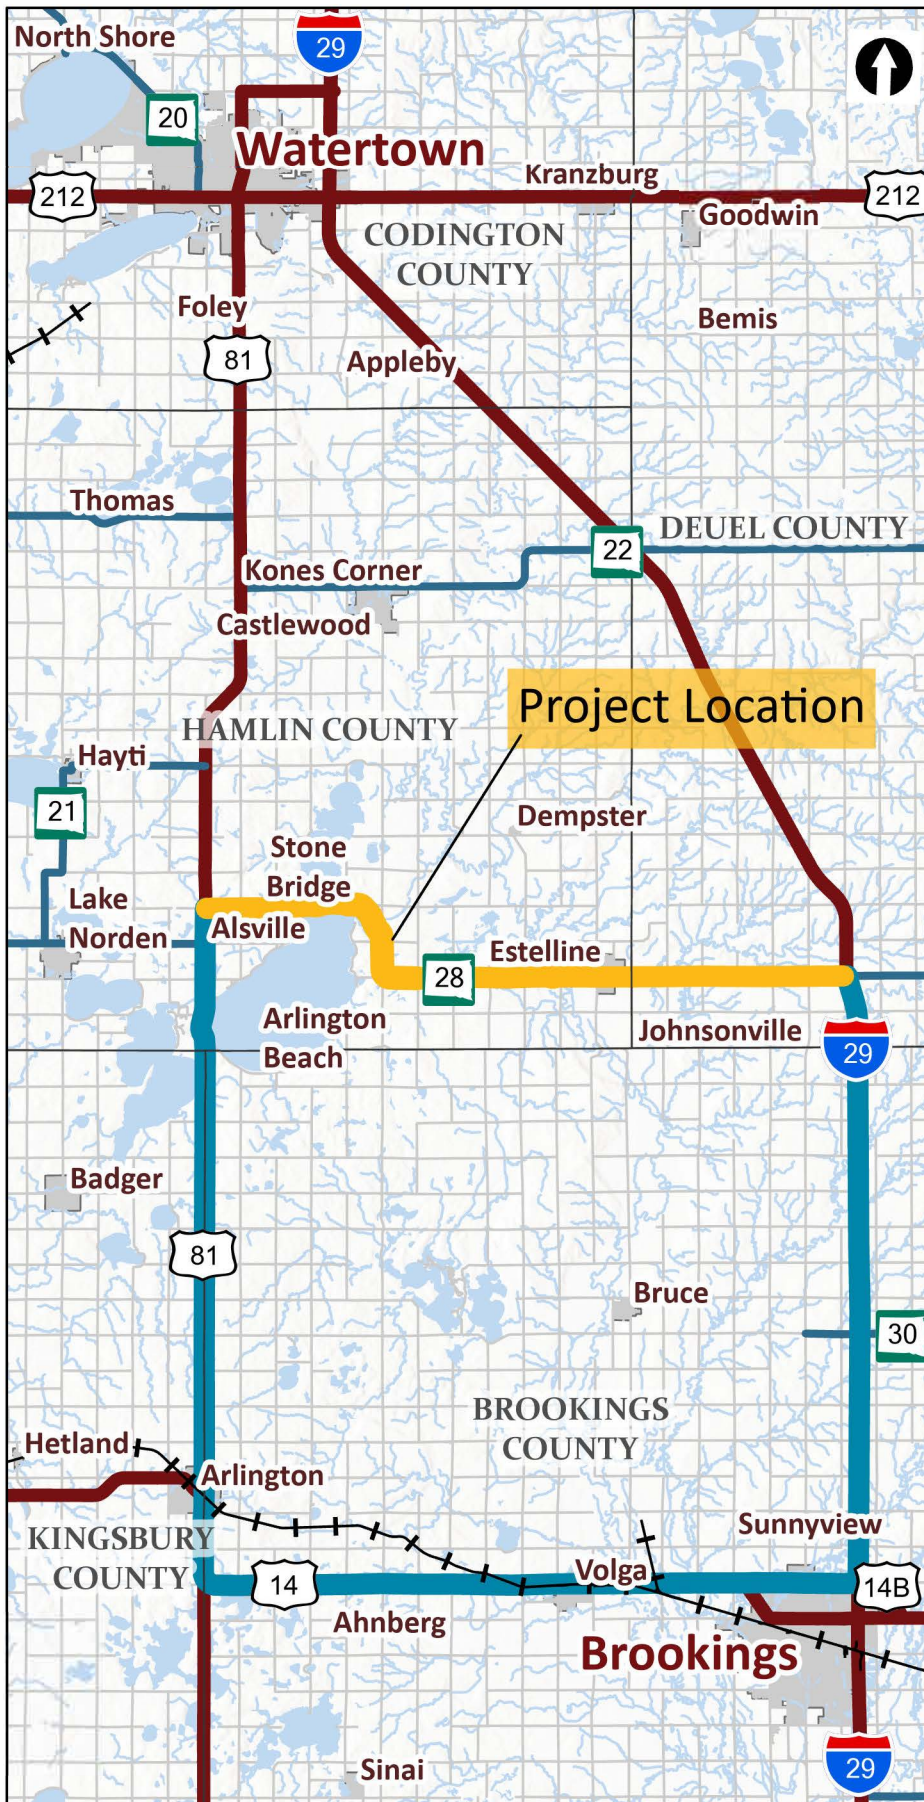 North Shore
29
20
Watertown
Kranzburg
212
212
Goodwin
CODINGTON
COUNTY
Foley
Bemis
81
Appleby
Thomas
DEUEL COUNTY
22
Kones Corner
Castlewood
Project Location
HAMLIN COUNTY
Hayti
21
Dempster
Stone
Bridge
Lake
Norden
Alsville
Estelline
28
Arlington
Beach
Johnsonville
29
Badger
81
Bruce
30
BROOKINGS
COUNTY
Hetland
Arlington
Sunnyview
KINGSBURY
COUNTY
14
Volga
14B
Ahnberg
Brookings
Sinai
29